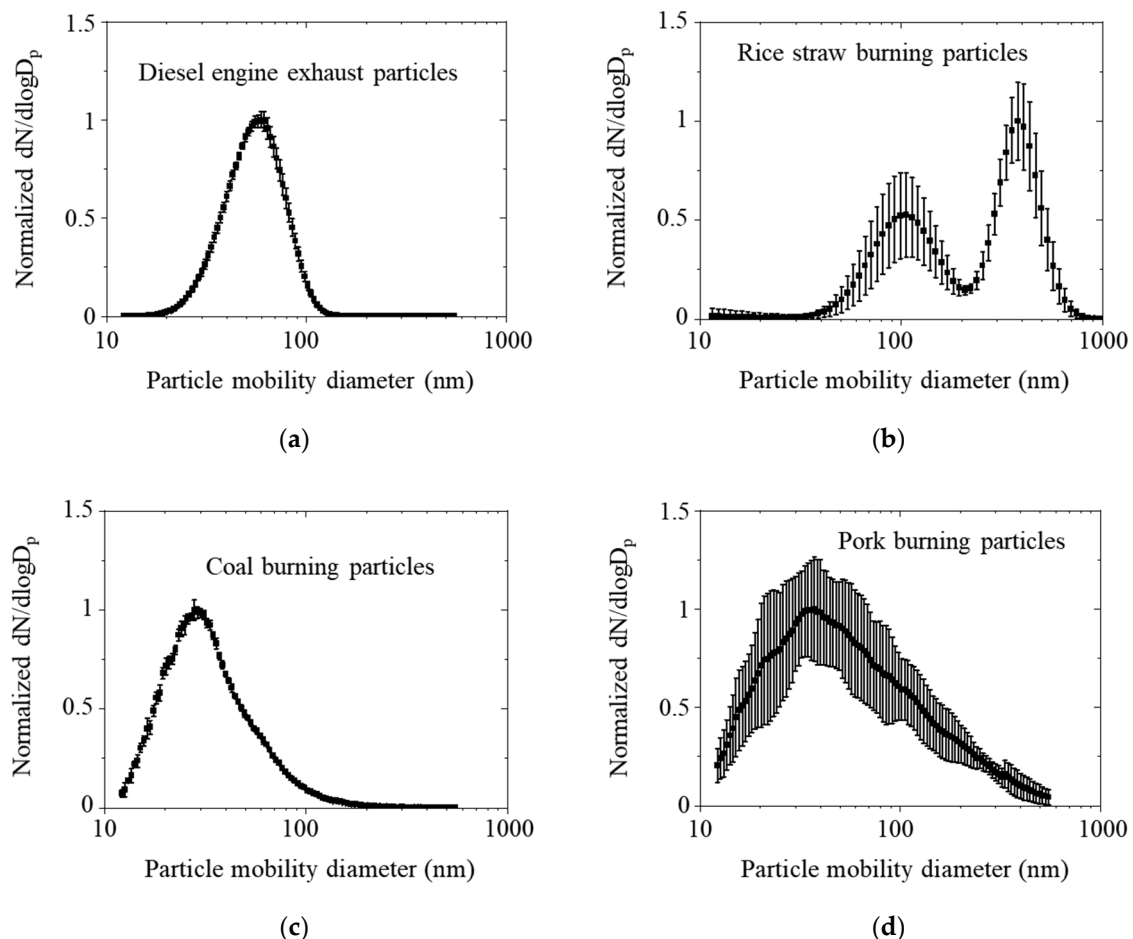 1.5
1
0.5
0
10
100
1000
Normalized dN/dlogDp
Diesel engine exhaust particles
Particle mobility diameter (nm)
(a)
1.5
1
0.5
0
10
100
1000
Normalized dN/dlogDp
Rice straw burning particles
Particle mobility diameter (nm)
(b)
1.5
1
0.5
0
10
100
1000
Normalized dN/dlogDp
Coal burning particles
Particle mobility diameter (nm)
(c)
1.5
1
0.5
0
10
100
1000
Normalized dN/dlogDp
Pork burning particles
Particle mobility diameter (nm)
(d)